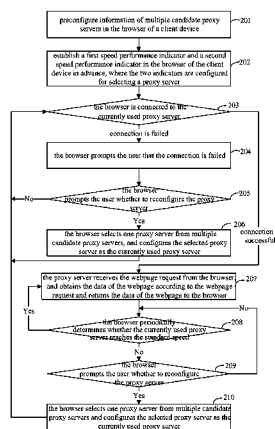 preconfigure information of multiple candidate proxy
servers in the browser of a client device
201
establish a first speed performance indicator and a second
speed performance indicator in the browser of the client
device in advance, where the two indicators are configured
for selecting a proxy server
202
the browser is connected to the
currently used proxy server
203
connection is failed
the browser prompts the user that the connection is failed
204
No
the browser
prompts the user whether to reconfigure the proxy
server
205
Yes
the browser selects one proxy server from multiple
candidate proxy servers, and configures the selected proxy
server as the currently used proxy server
206
connection
successful
the proxy server receives the webpage request from the browser
and obtains the data of the webpage according to the webpage
request and returns the data of the webpage to the browser
207
Yes
No
the browser periodically
determines whether the currently used proxy
server reaches the standard speed
208
No
the browser
prompts the user whether to reconfigure
the proxy server
209
Yes
the browser selects one proxy server from multiple candidate
proxy servers and configures the selected proxy server as
the currently used proxy server
210